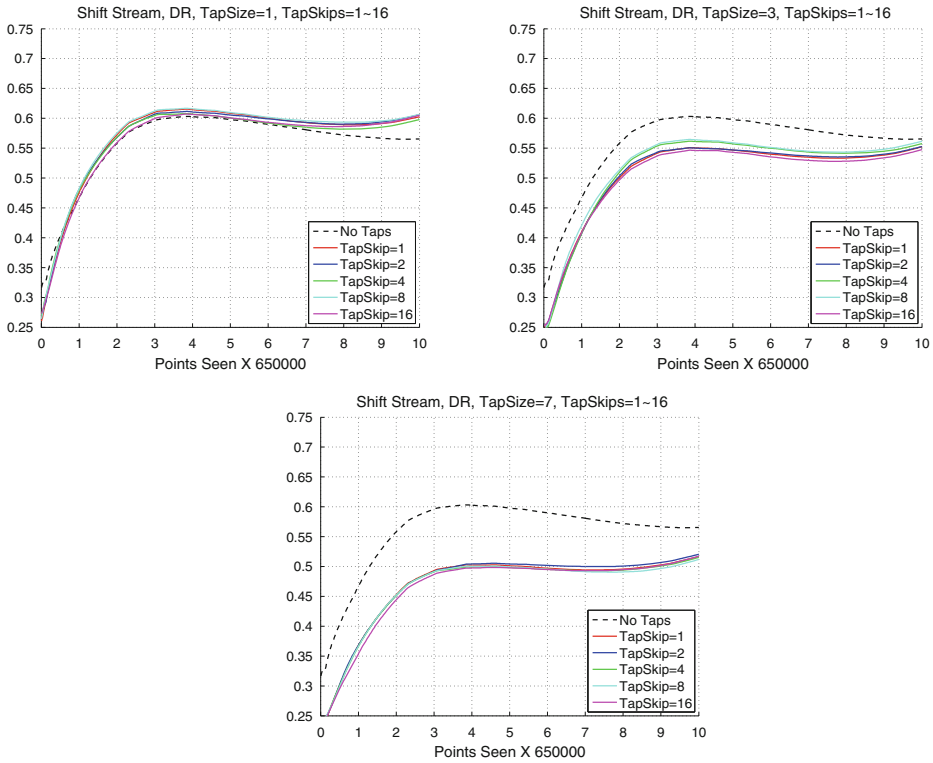 Shift Stream, DR, TapSize=1, TapSkips=1~16
0.75
0.7
0.65
0.6
0.55
0.5
0.45
0.4
0.35
0.3
0.25
No Taps
TapSkip=1
TapSkip=2
TapSkip=4
TapSkip=8
TapSkip=16
0 1 2 3 4 5 6 7 8 9 10
Points Seen X 650000
Shift Stream, DR, TapSize=3, TapSkips=1~16
0.75
0.7
0.65
0.6
0.55
0.5
0.45
0.4
0.35
0.3
0.25
No Taps
TapSkip=1
TapSkip=2
TapSkip=4
TapSkip=8
TapSkip=16
0 1 2 3 4 5 6 7 8 9 10
Points Seen X 650000
Shift Stream, DR, TapSize=7, TapSkips=1~16
0.75
0.7
0.65
0.6
0.55
0.5
0.45
0.4
0.35
0.3
0.25
No Taps
TapSkip=1
TapSkip=2
TapSkip=4
TapSkip=8
TapSkip=16
0 1 2 3 4 5 6 7 8 9 10
Points Seen X 650000